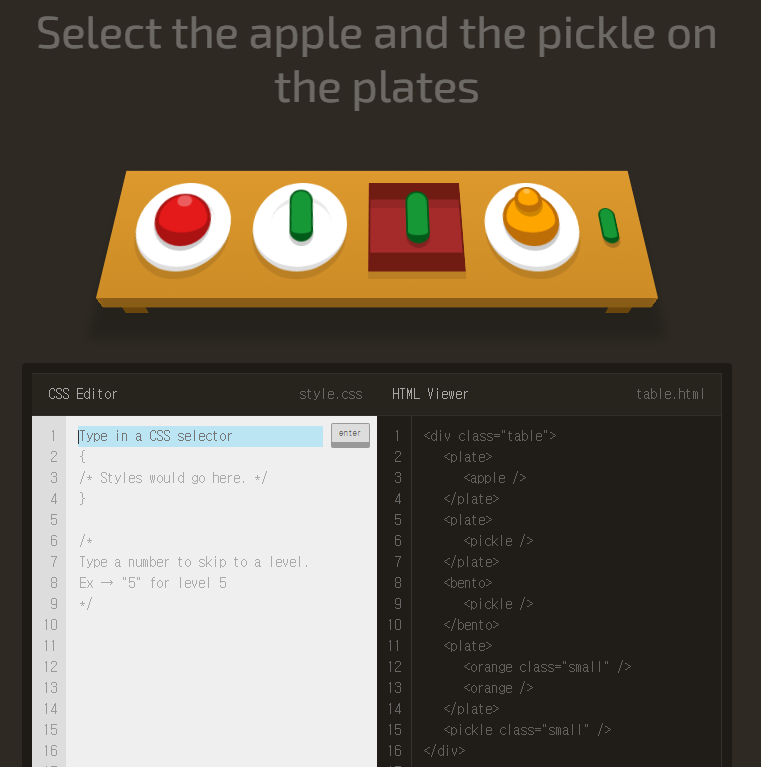 Select the apple and the pickle on
the plates
CSS Editor
style.css
HTML Viewer
table.html
1 Type in a CSS selector
enter
2 {
3 /* Styles would go here. */
4 }
5
6 /*
7 Type a number to skip to a level.
8 Ex → "5" for level 5
9 */
10
11
12
13
14
15
16
1 <div class="table">
2 <plate>
3 <apple />
4 </plate>
5 <plate>
6 <pickle />
7 </plate>
8 <bento>
9 <pickle />
10 </bento>
11 <plate>
12 <orange class="small" />
13 <orange />
14 </plate>
15 <pickle class="small" />
16 </div>